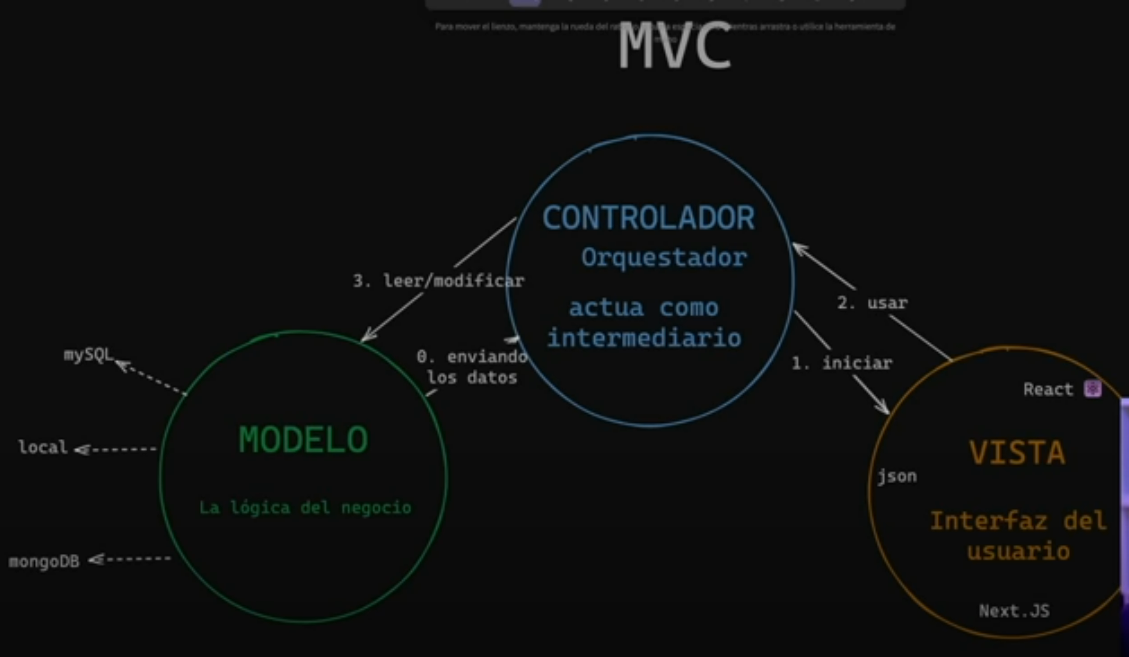 Para mover el lienzo, mantenga la rueda del mientras arrastra o utilice la herramienta de
MVC
CONTROLADOR
Orquestador
actua como
intermediario
3. leer/modificar
0. enviando
los datos
2. usar
1. iniciar
mySQL
local
mongoDB
MODELO
La lógica del negocio
React
VISTA
json
Interfaz del
usuario
Next.JS